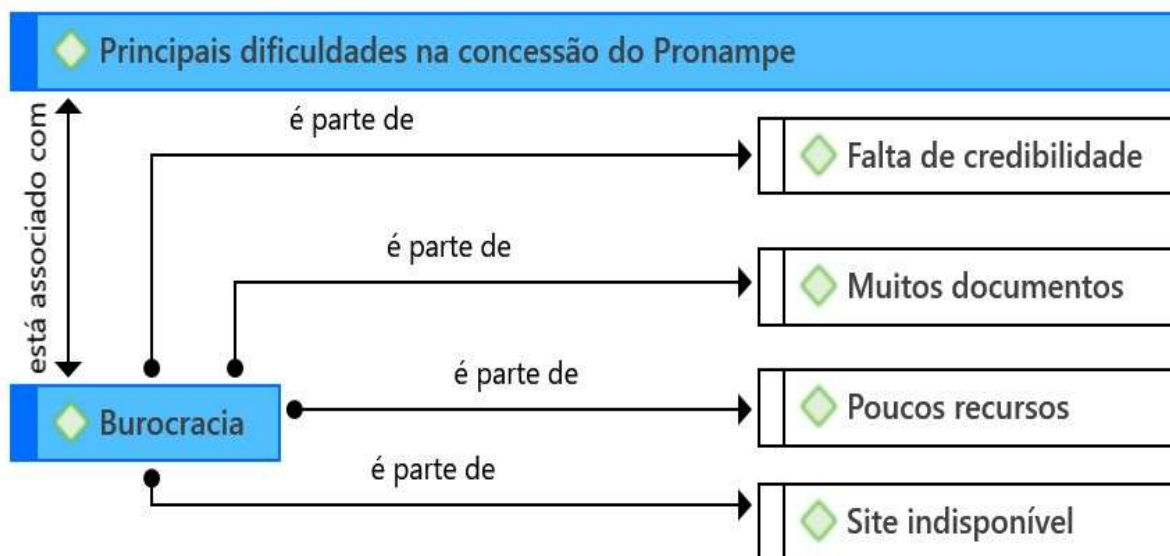 Principais dificuldades na concessão do Pronampe
está associado com
é parte de
Falta de credibilidade
é parte de
Muitos documentos
é parte de
Burocracia
Poucos recursos
é parte de
Site indisponível